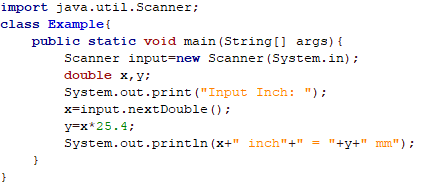 import java.util.Scanner;
class Example{
    public static void main(String[] args){
        Scanner input=new Scanner(System.in);
        double x,y;
        System.out.print("Input Inch: ");
        x=input.nextDouble();
        y=x*25.4;
        System.out.println(x+" inch"+" = "+y+" mm");
    }
}